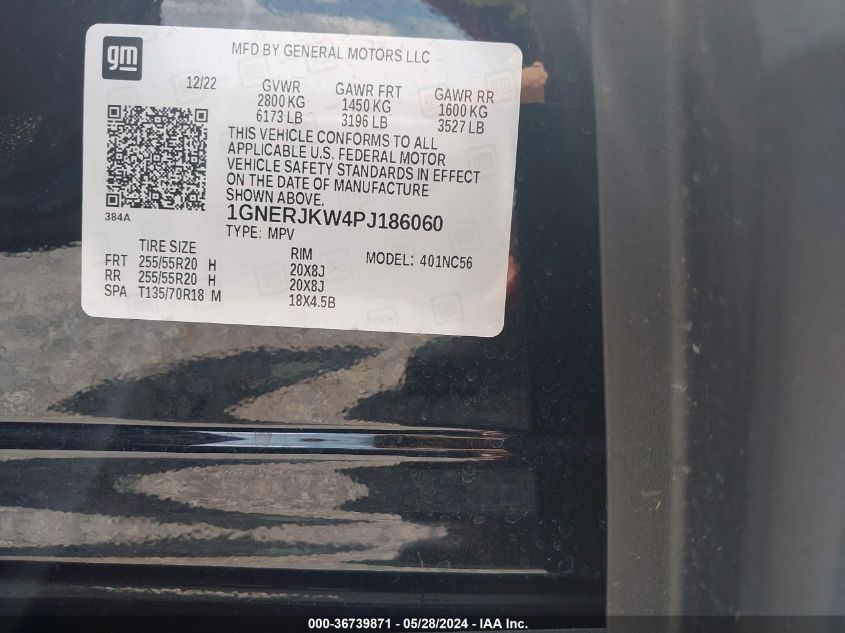 gm
MFD BY GENERAL MOTORS LLC
12/22 GVWR GAWR FRT GAWR RR
2800 KG 1450 KG 1600 KG
6173 LB 3196 LB 3527 LB
THIS VEHICLE CONFORMS TO ALL
APPLICABLE U.S. FEDERAL MOTOR
VEHICLE SAFETY STANDARDS IN EFFECT
ON THE DATE OF MANUFACTURE
SHOWN ABOVE.
384A
1GNERJKW4PJ186060
TYPE: MPV
TIRE SIZE RIM MODEL: 401NC56
FRT 255/55R20 H 20X8J
RR 255/55R20 H 20X8J
SPA T135/70R18 M 18X4.5B
000-36739871 - 05/28/2024 - IAA Inc.